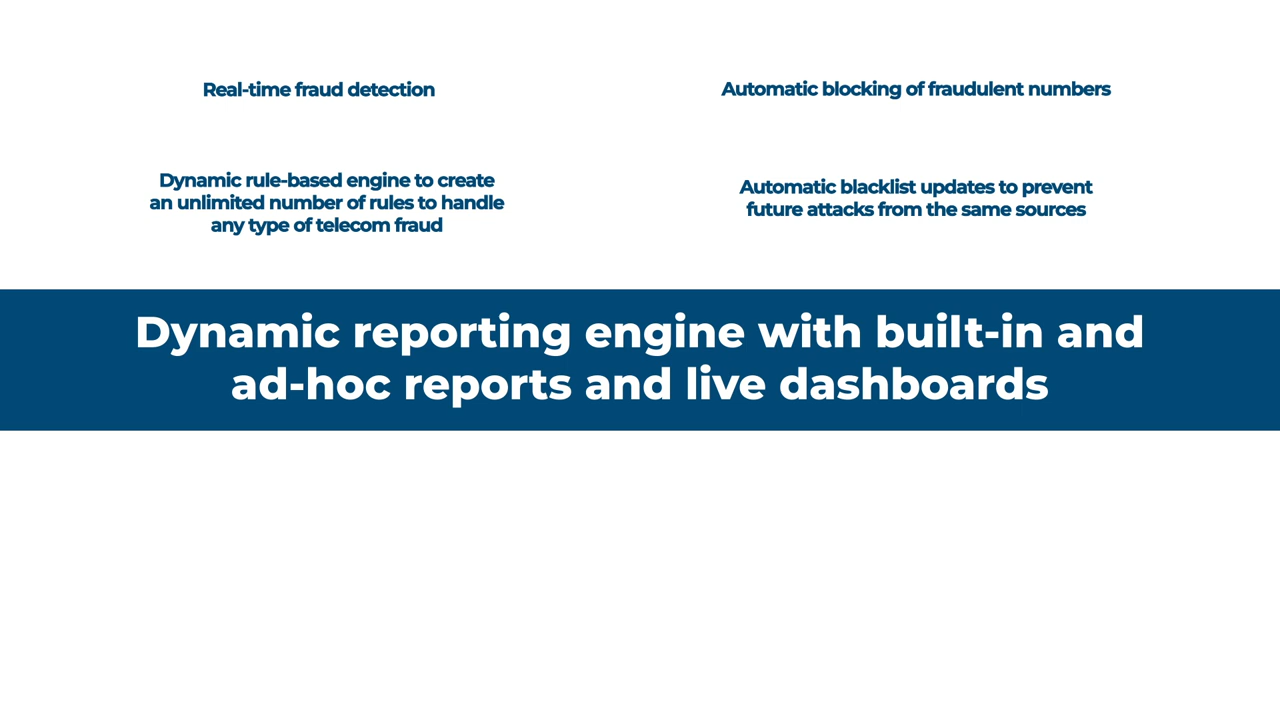 Real-time fraud detection
Automatic blocking of fraudulent numbers
Dynamic rule-based engine to create
an unlimited number of rules to handle
any type of telecom fraud
Automatic blacklist updates to prevent
future attacks from the same sources
Dynamic reporting engine with built-in and
ad-hoc reports and live dashboards